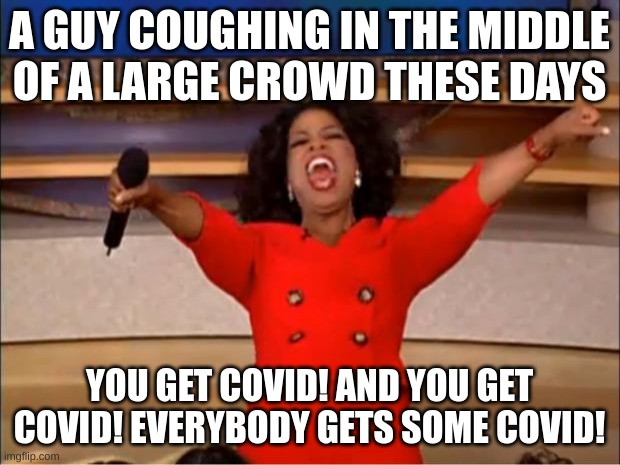 A GUY COUGHING IN THE MIDDLE
OF A LARGE CROWD THESE DAYS
YOU GET COVID! AND YOU GET
COVID! EVERYBODY GETS SOME COVID!
imgflip.com